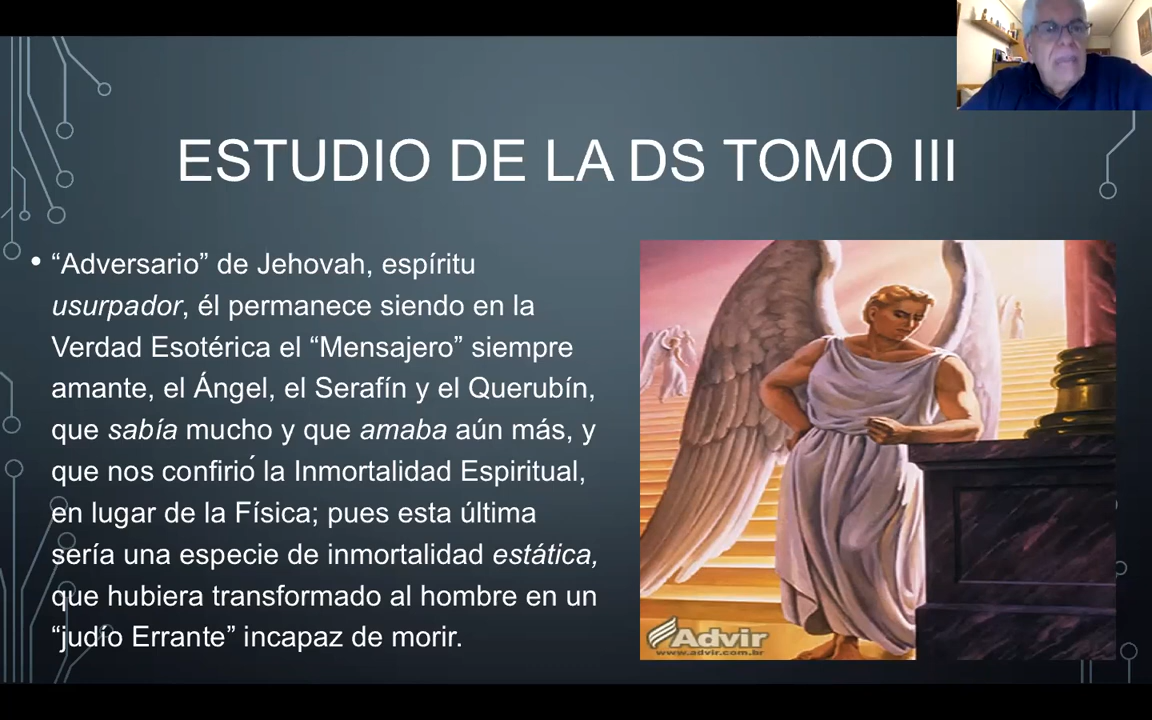 ESTUDIO DE LA DS TOMO III
• “Adversario” de Jehovah, espíritu
usurpador, él permanece siendo en la
Verdad Esotérica el “Mensajero” siempre
amante, el Ángel, el Serafín y el Querubín,
que sabía mucho y que amaba aún más, y
que nos confirió la Inmortalidad Espiritual,
en lugar de la Física; pues esta última
sería una especie de inmortalidad estática,
que hubiera transformado al hombre en un
“judío Errante” incapaz de morir.
Advir
www.advir.com.br